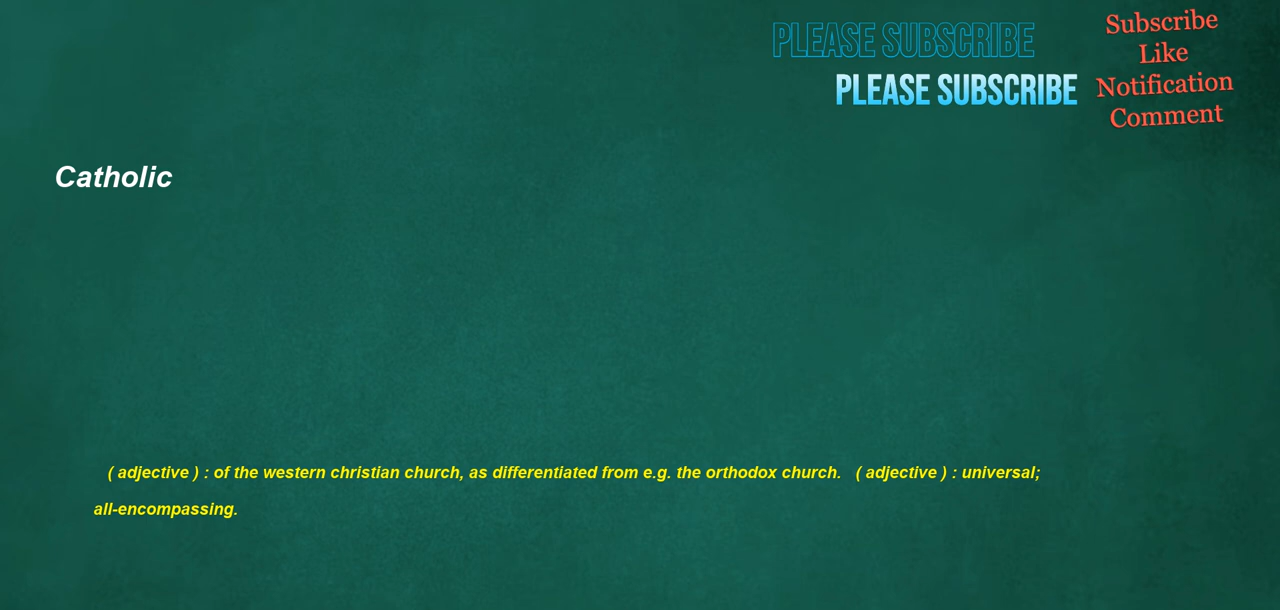 PLEASE SUBSCRIBE
PLEASE SUBSCRIBE
Subscribe
Like
Notification
Comment
Catholic
( adjective ) : of the western christian church, as differentiated from e.g. the orthodox church. ( adjective ) : universal;
all-encompassing.